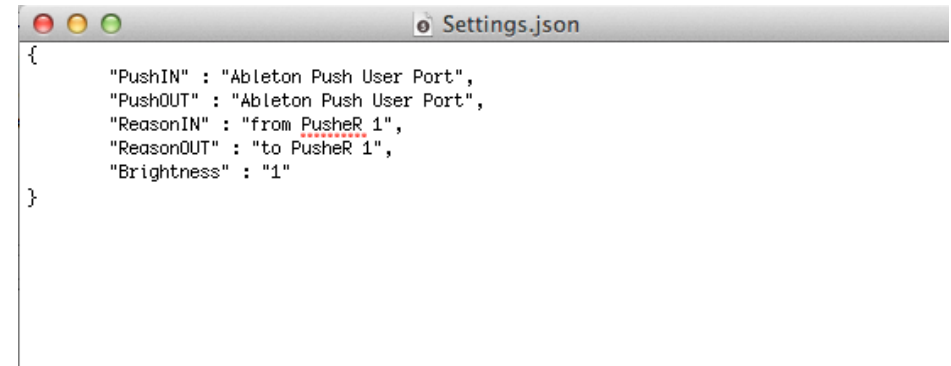 Settings.json
{
"PushIN" : "Ableton Push User Port",
"PushOUT" : "Ableton Push User Port",
"ReasonIN" : "from PusheR 1",
"ReasonOUT" : "to PusheR 1",
"Brightness" : "1"
}